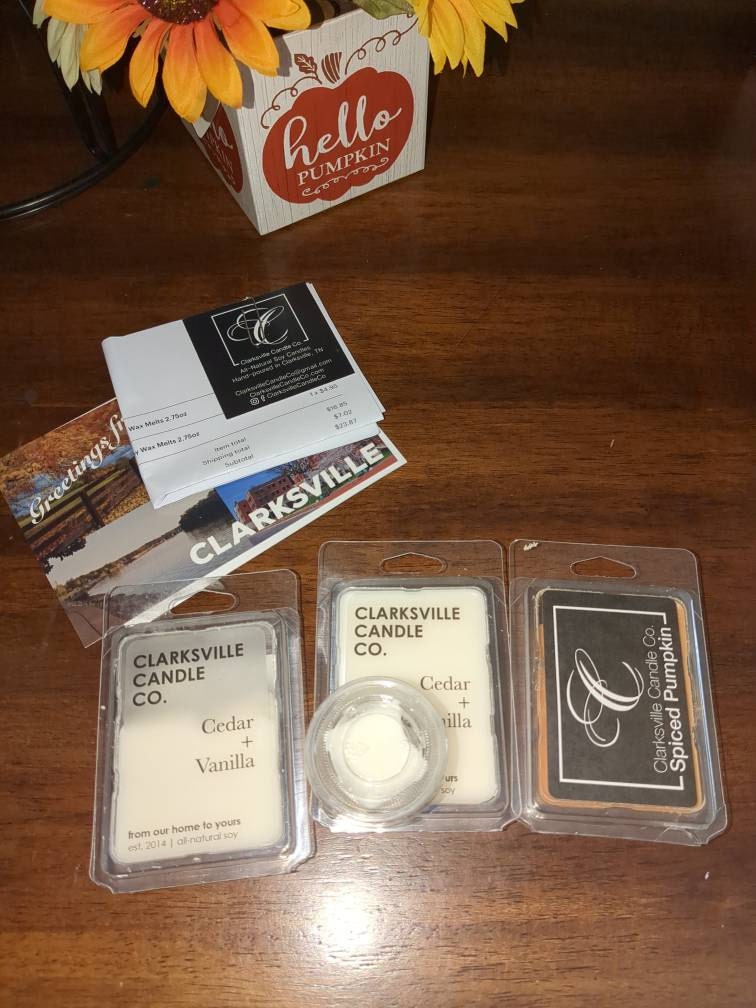 hello
PUMPKIN
PUMPKIN
Clarksville Candle Co.
All-Natural Soy Candles
Hand-poured in Clarksville, TN
ClarksvilleCandleCo@gmail.com
ClarksvilleCandleCo.com
ClarksvilleCandleCo
1 x $4.95
Wax Melts 2.75oz
y Wax Melts 2.75oz
Item total
$16.85
Shipping total
$7.02
Subtotal
$23.87
Greetings fr
CLARKSVILLE
CLARKSVILLE
CANDLE
CO.
Cedar
+
Vanilla
from our home to yours
est. 2014 | all-natural soy
CLARKSVILLE
CANDLE
CO.
Cedar
+
nilla
urs
soy
Clarksville Candle Co.
Spiced Pumpkin